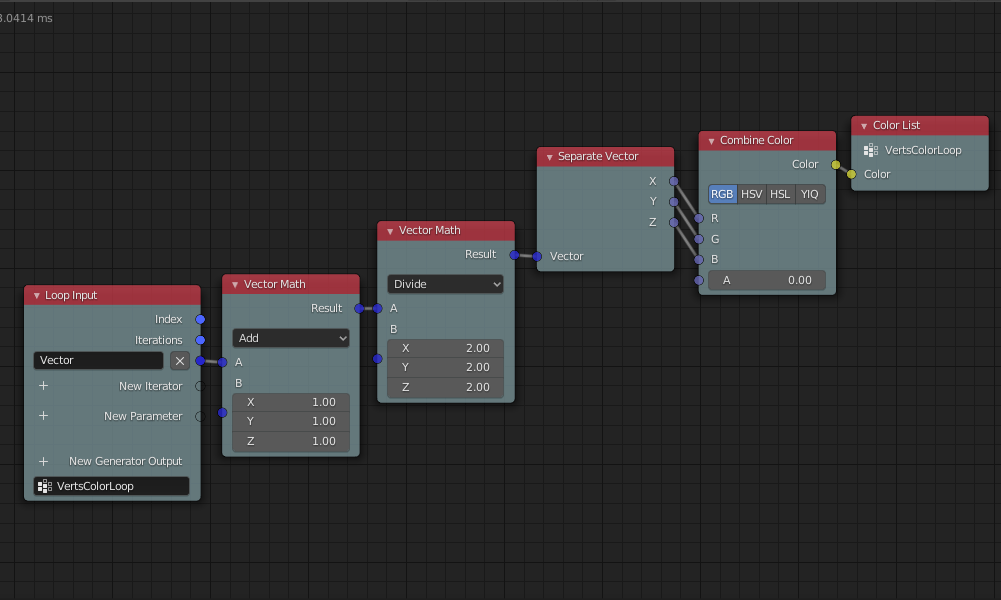 3.0414 ms
Loop Input
Index
Iterations
Vector
New Iterator
New Parameter
New Generator Output
VertsColorLoop
Vector Math
Result
Add
A
B
X 1.00
Y 1.00
Z 1.00
Vector Math
Result
Divide
A
B
X 2.00
Y 2.00
Z 2.00
Separate Vector
X
Y
Z
Vector
Combine Color
Color
RGB HSV HSL YIQ
R
G
B
A 0.00
Color List
VertsColorLoop
Color